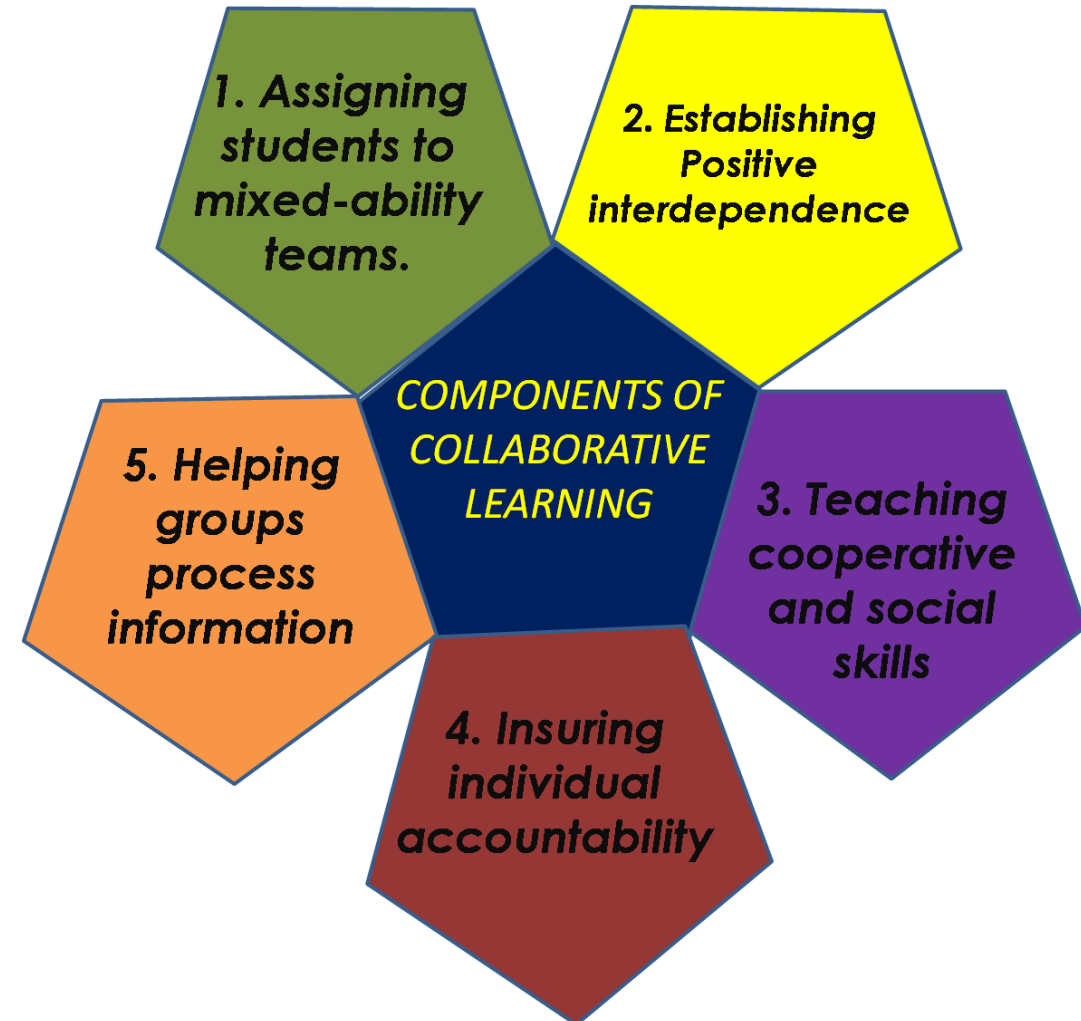 1. Assigning
students to
mixed-ability
teams.
2. Establishing
Positive
interdependence
COMPONENTS OF
COLLABORATIVE
LEARNING
3. Teaching
cooperative
and social
skills
4. Insuring
individual
accountability
5. Helping
groups
process
information